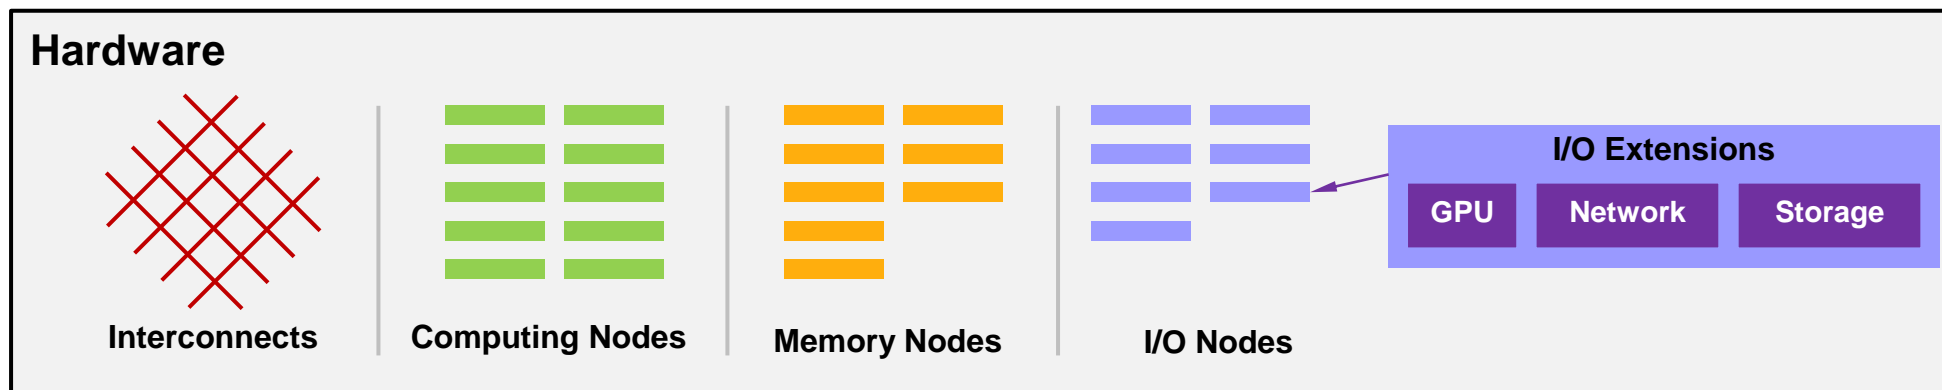 Hardware
Interconnects
Computing Nodes
Memory Nodes
I/O Nodes
I/O Extensions
GPU
Network
Storage